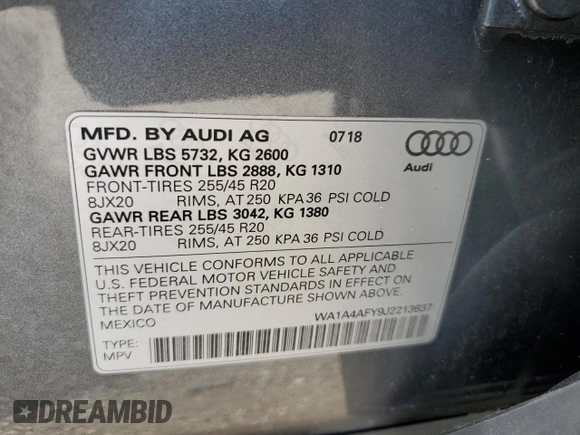 MFD. BY AUDI AG 07 18
GVWR LBS 5732, KG 2600
GAWR FRONT LBS 2888, KG 1310
FRONT-TIRES 255/45 R20
8JX20 RIMS, AT 250 KPA 36 PSI COLD
GAWR REAR LBS 3042, KG 1380
REAR-TIRES 255/45 R20
8JX20 RIMS, AT 250 KPA 36 PSI COLD
Audi
THIS VEHICLE CONFORMS TO ALL APPLICABLE
U.S. FEDERAL MOTOR VEHICLE SAFETY AND
THEFT PREVENTION STANDARDS IN EFFECT ON
THE DATE OF MANUFACTURE SHOWN ABOVE.
MEXICO WA1A4AFY9J2213637
TYPE:
MPV
DREAMBID